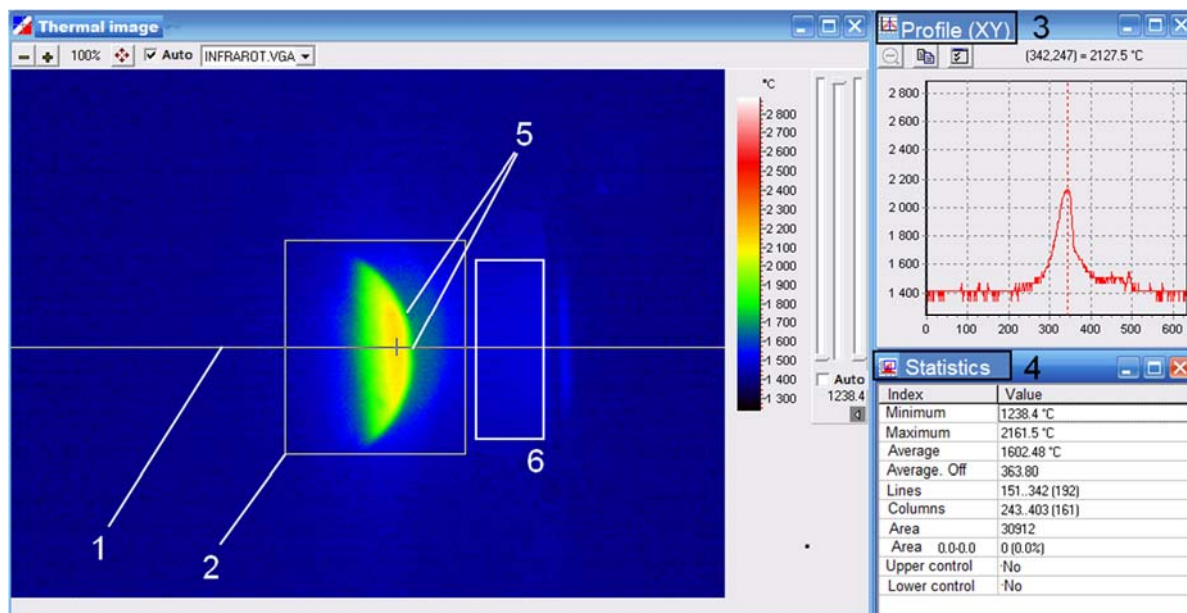 Thermal image
100% Auto INFRAROT.VGA
°C
2 800
2 700
2 600
2 500
2 400
2 300
2 200
2 100
2 000
1 900
1 800
1 700
1 600
1 500
1 400
1 300
Auto
1238.4
1
2
5
6
Profile (XY) 3
(342,247) = 2127.5 °C
2 800
2 600
2 400
2 200
2 000
1 800
1 600
1 400
0 100 200 300 400 500 600
Statistics 4
Index Value
Minimum 1238.4 °C
Maximum 2161.5 °C
Average 1602.48 °C
Average. Off 363.80
Lines 151..342 (192)
Columns 243..403 (161)
Area 30912
Area 0.0-0.0 0 (0.0%)
Upper control No
Lower control No